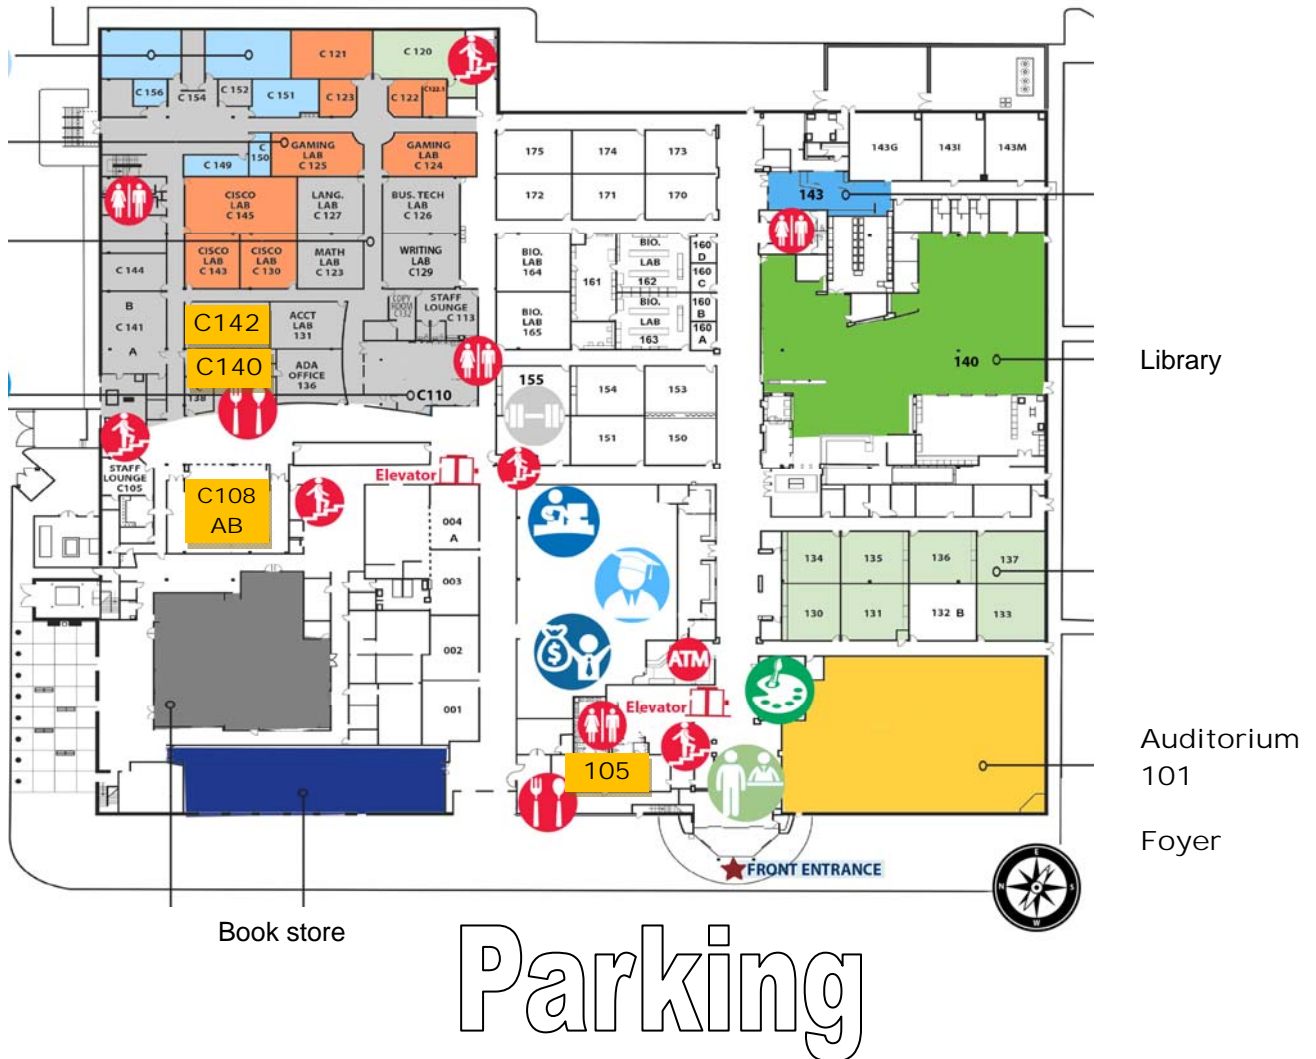 C 121
C 120
C 156
C 154
C 152
C 151
C 123
C 122
C122.1
C 149
C
150
GAMING
LAB
C 125
GAMING
LAB
C 124
CISCO
LAB
C 145
LANG.
LAB
C 127
BUS. TECH
LAB
C 126
CISCO
LAB
C 143
CISCO
LAB
C 130
MATH
LAB
C 123
WRITING
LAB
C129
C 144
B
C 141
A
C142
C140
ACCT
LAB
131
ADA
OFFICE
136
C
138
COPY
ROOM
C132
STAFF
LOUNGE
C 113
C110
175
174
173
172
171
170
BIO.
LAB
164
161
BIO.
LAB
162
160
D
160
C
BIO.
LAB
165
BIO.
LAB
163
160
B
160
A
155
154
153
151
150
143G
143I
143M
143
140
Library
STAFF
LOUNGE
C105
C108
AB
Elevator
004
A
003
002
001
134
135
136
137
130
131
132 B
133
$
ATM
Elevator
105
Auditorium
101
Foyer
FRONT ENTRANCE
E
N
S
W
Book store
Parking